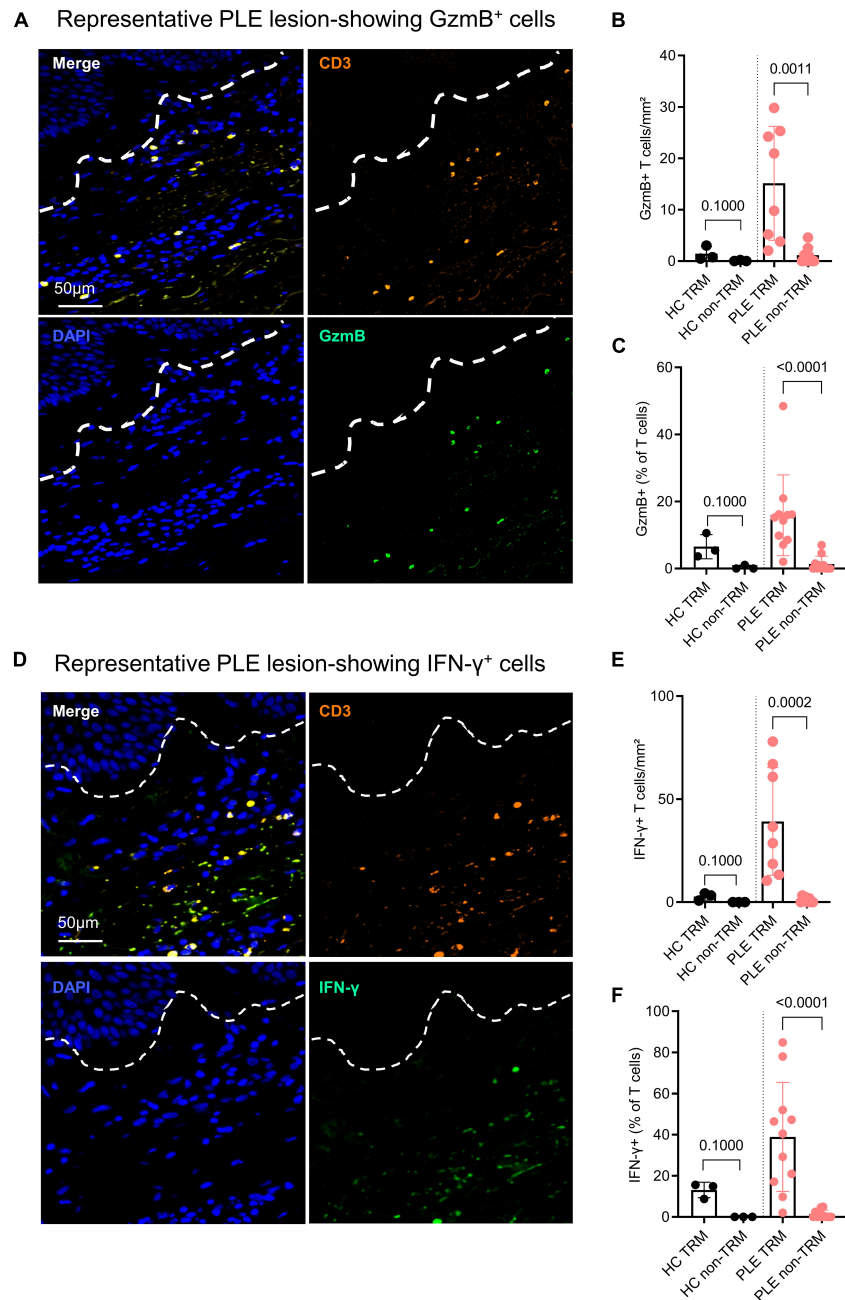 A Representative PLE lesion-showing GzmB⁺ cells
Merge
CD3
50μm
DAPI
GzmB
B
GzmB+ T cells/mm²
40
30
20
10
0
0.1000
0.0011
HC TRM
HC non-TRM
PLE TRM
PLE non-TRM
C
GzmB+ (% of T cells)
60
40
20
0
0.1000
<0.0001
HC TRM
HC non-TRM
PLE TRM
PLE non-TRM
D Representative PLE lesion-showing IFN-γ⁺ cells
Merge
CD3
50μm
DAPI
IFN-γ
E
IFN-γ+ T cells/mm²
100
50
0
0.1000
0.0002
HC TRM
HC non-TRM
PLE TRM
PLE non-TRM
F
IFN-γ+ (% of T cells)
100
80
60
40
20
0
0.1000
<0.0001
HC TRM
HC non-TRM
PLE TRM
PLE non-TRM